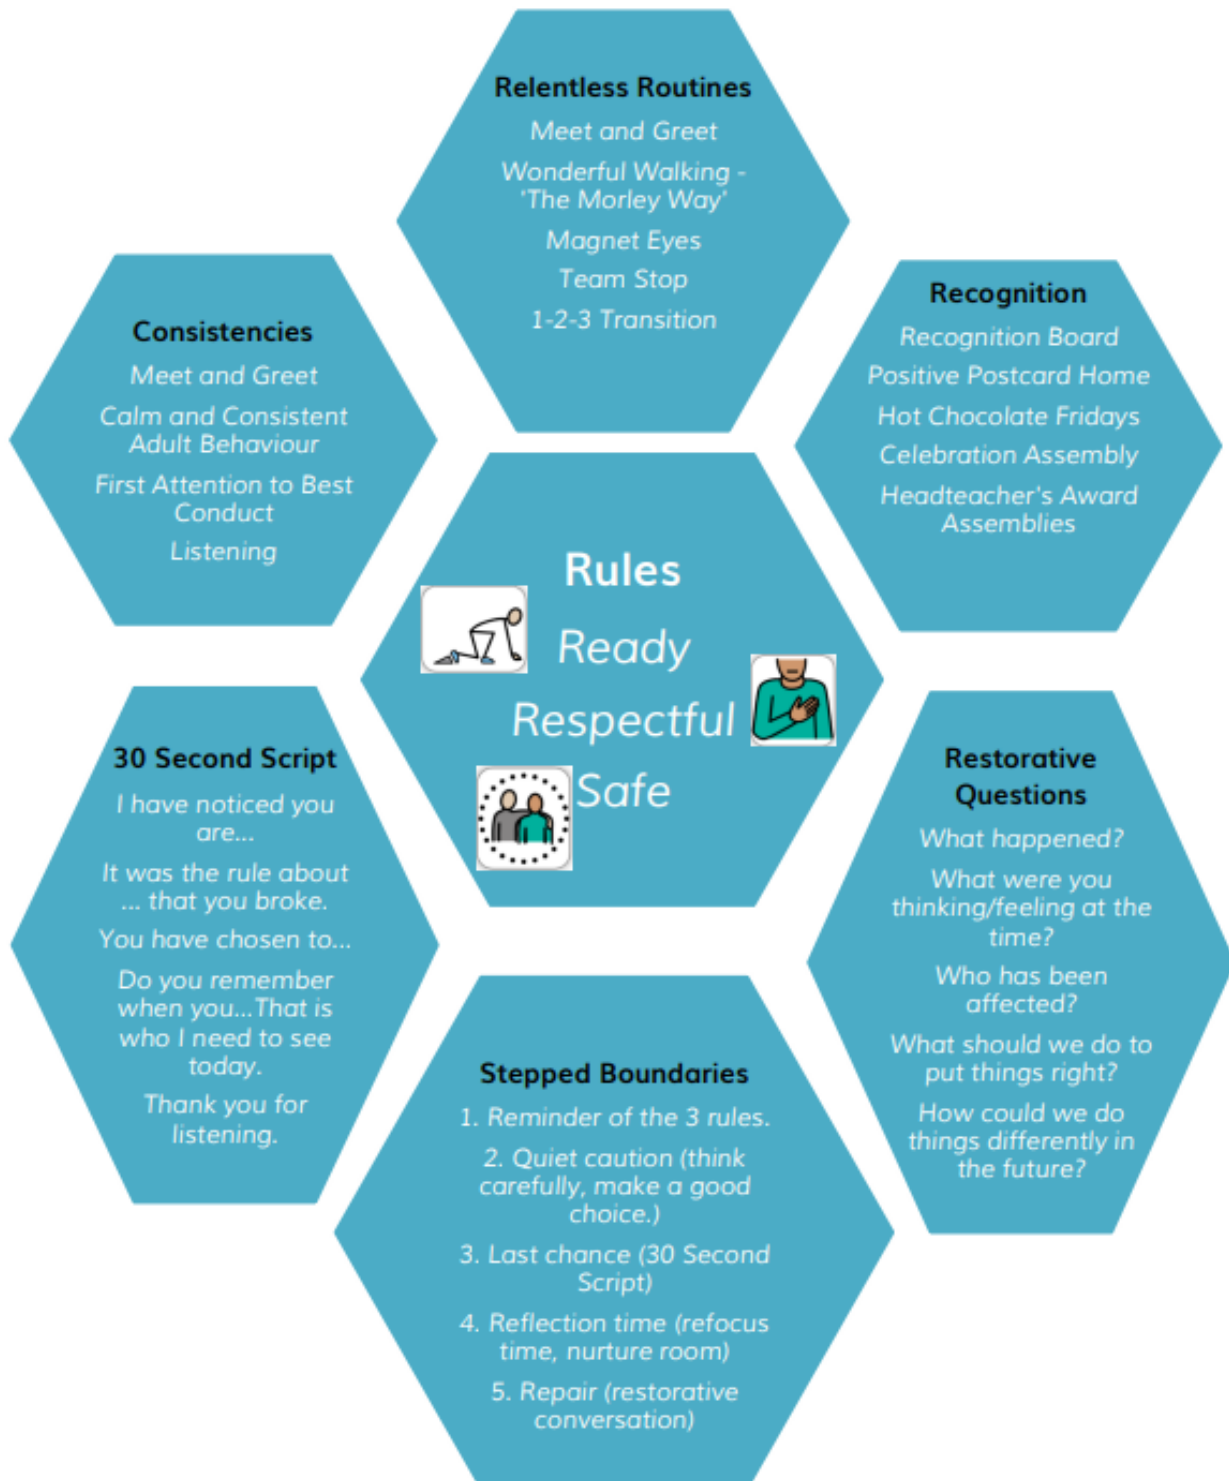 Relentless Routines
Meet and Greet
Wonderful Walking -
'The Morley Way'
Magnet Eyes
Team Stop
1-2-3 Transition
Consistencies
Meet and Greet
Calm and Consistent
Adult Behaviour
First Attention to Best
Conduct
Listening
Recognition
Recognition Board
Positive Postcard Home
Hot Chocolate Fridays
Celebration Assembly
Headteacher's Award
Assemblies
Rules
Ready
Respectful
Safe
30 Second Script
I have noticed you
are...
It was the rule about
... that you broke.
You have chosen to...
Do you remember
when you...That is
who I need to see
today.
Thank you for
listening.
Restorative
Questions
What happened?
What were you
thinking/feeling at the
time?
Who has been
affected?
What should we do to
put things right?
How could we do
things differently in
the future?
Stepped Boundaries
1. Reminder of the 3 rules.
2. Quiet caution (think
carefully, make a good
choice.)
3. Last chance (30 Second
Script)
4. Reflection time (refocus
time, nurture room)
5. Repair (restorative
conversation)